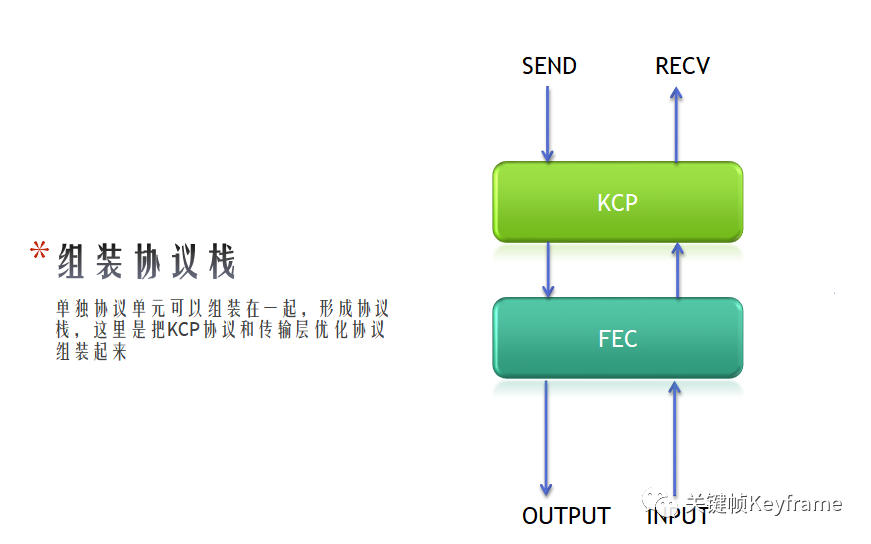 SEND RECV
KCP
* 组装协议栈
单独协议单元可以组装在一起，形成协议
栈，这里是把KCP协议和传输层优化协议
组装起来
FEC
OUTPUT INPUT
关键帧Keyframe